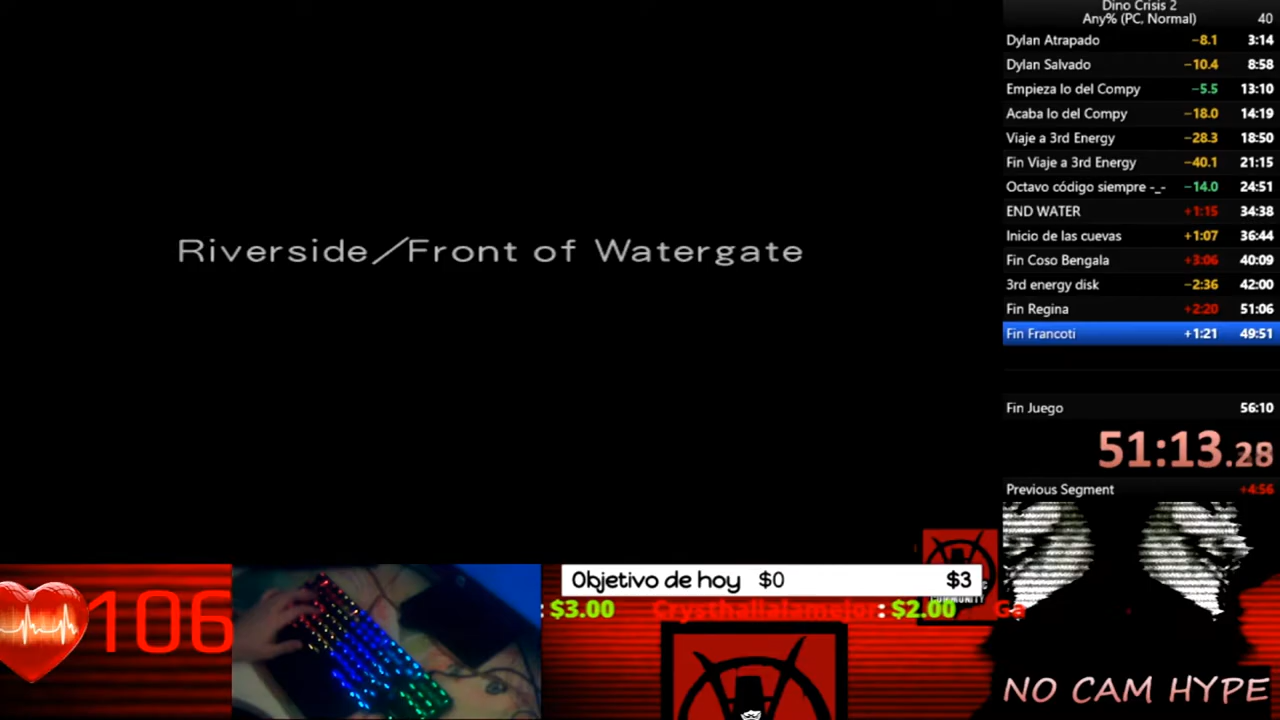 Dino Crisis 2
Any% (PC, Normal) 40
Dylan Atrapado −8.1 3:14
Dylan Salvado −10.4 8:58
Empieza lo del Compy −5.5 13:10
Acaba lo del Compy −18.0 14:19
Viaje a 3rd Energy −28.3 18:50
Fin Viaje a 3rd Energy −40.1 21:15
Octavo código siempre -_- −14.0 24:51
END WATER +1:15 34:38
Inicio de las cuevas +1:07 36:44
Fin Coso Bengala +3:06 40:09
3rd energy disk −2:36 42:00
Fin Regina +2:20 51:06
Fin Francoti +1:21 49:51
Fin Juego 56:10
51:13.28
Previous Segment +4:56
Riverside/Front of Watergate
106
Objetivo de hoy $0 $3
: $3.00 Crysthallalamejor: $2.00 Ga
COMMUNITY
NO CAM HYPE